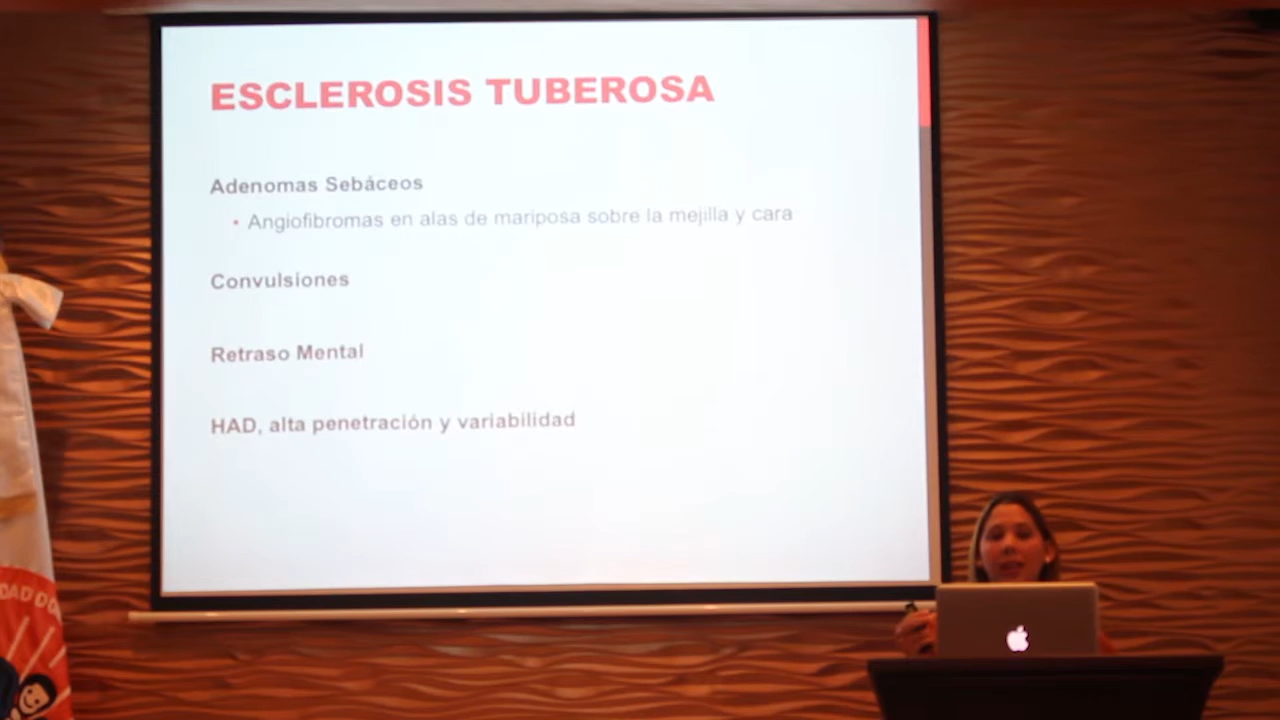 ESCLEROSIS TUBEROSA
Adenomas Sebáceos
• Angiofibromas en alas de mariposa sobre la mejilla y cara
Convulsiones
Retraso Mental
HAD, alta penetración y variabilidad